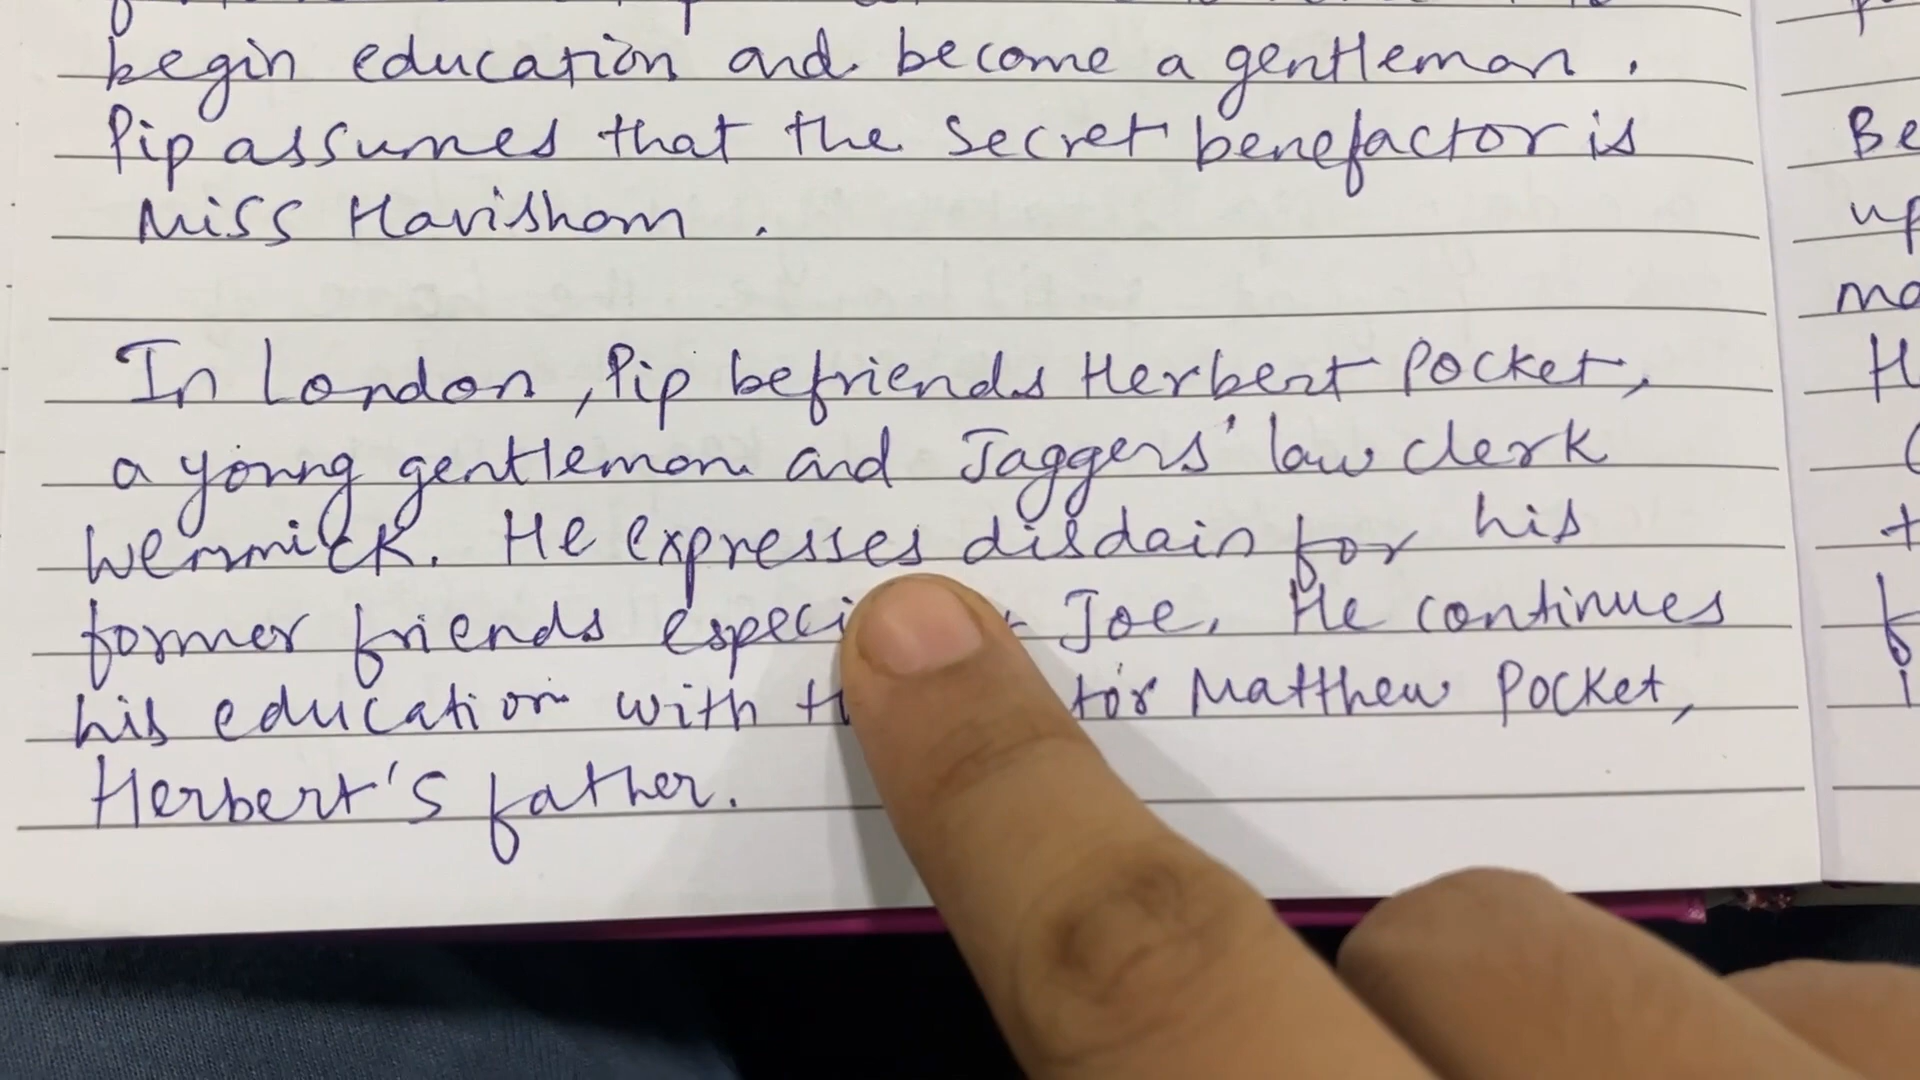 begin education and become a gentleman.
Pip assumes that the secret benefactor is
Miss Havisham.
In London, Pip befriends Herbert Pocket,
a young gentleman and Jaggers' law clerk
Wemmick. He expresses disdain for his
former friends Joe. He continues
his education with Matthew Pocket,
Herbert's father.
Be
up